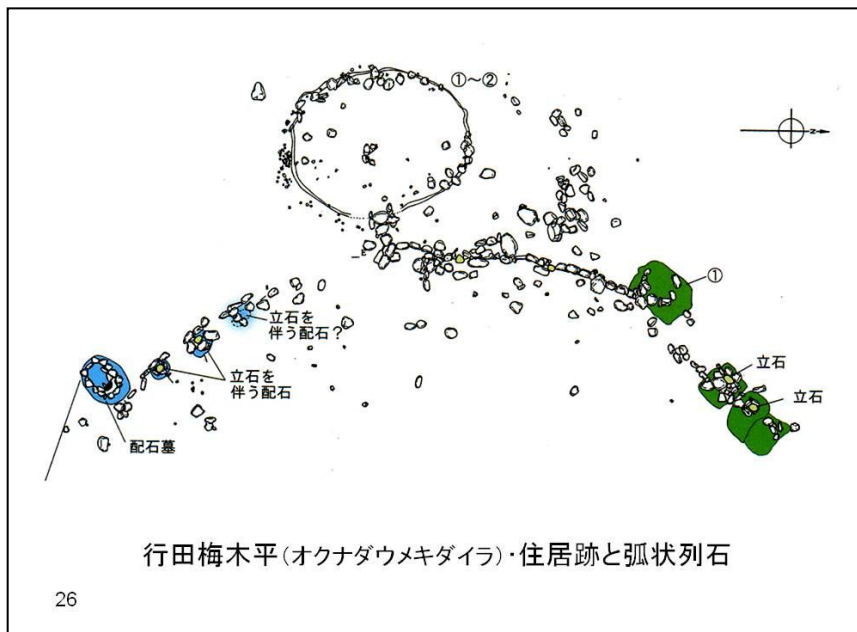 ①～②
N
①
立石を
伴う配石？
立石
立石を
伴う配石
立石
配石墓
行田梅木平(オクナダウメキダイラ)・住居跡と弧状列石
26